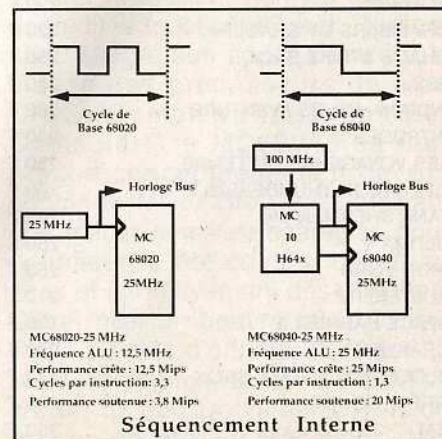 Cycle de
Base 68020
Cycle de
Base 68040
100 MHz
Horloge Bus
Horloge Bus
25 MHz
MC
68020
25MHz
MC
10
H64x
MC
68040
25MHz
MC68020-25 MHz
Fréquence ALU : 12,5 MHz
Performance crête : 12,5 Mips
Cycles par instruction: 3,3
Performance soutenue : 3,8 Mips
MC68040-25 MHz
Fréquence ALU : 25 MHz
Performance crête : 25 Mips
Cycles par instruction : 1,3
Performance soutenue : 20 Mips
Séquencement Interne